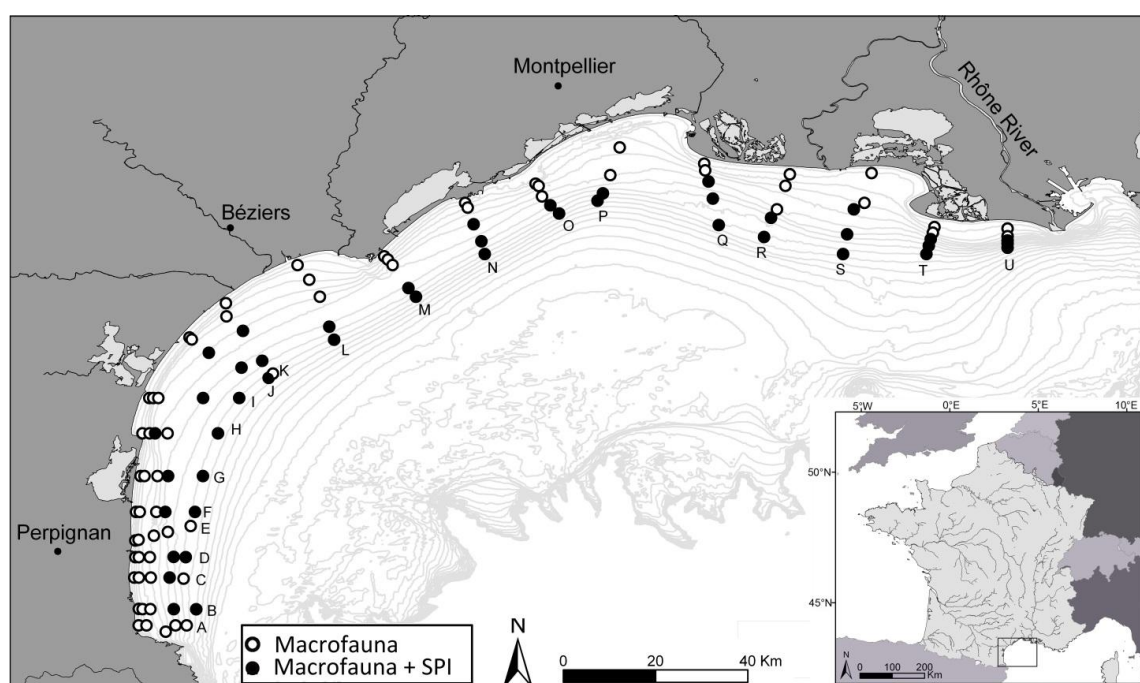 Montpellier
Rhône River
Béziers
Perpignan
A
B
C
D
E
F
G
H
I
J
K
L
M
N
O
P
Q
R
S
T
U
Macrofauna
Macrofauna + SPI
N
0 20 40 Km
5°W 0°E 5°E 10°E
50°N
45°N
N
0 100 200
Km